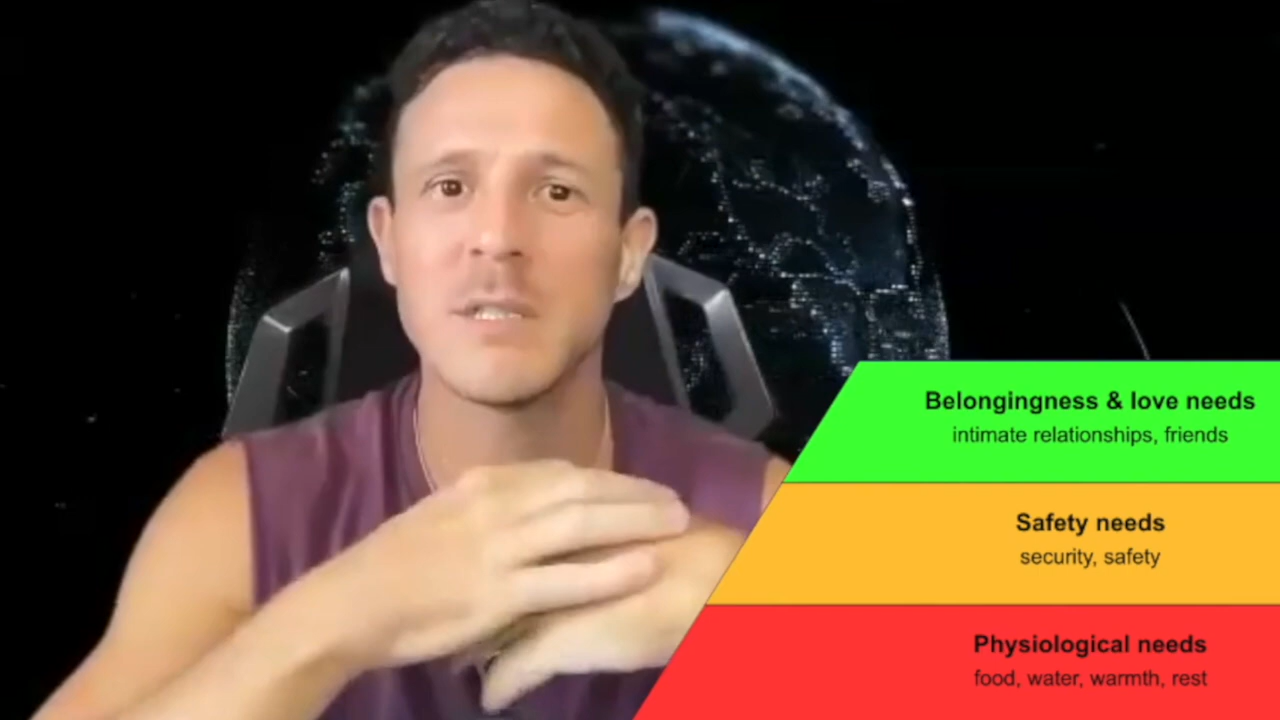 Belongingness & love needs
intimate relationships, friends
Safety needs
security, safety
Physiological needs
food, water, warmth, rest